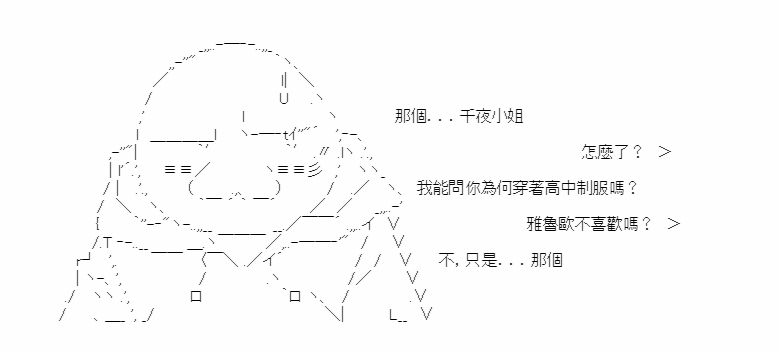 那個．．．千夜小姐
怎麼了？ ＞
我能問你為何穿著高中制服嗎？
雅魯歐不喜歡嗎？ ＞
不，只是．．．那個